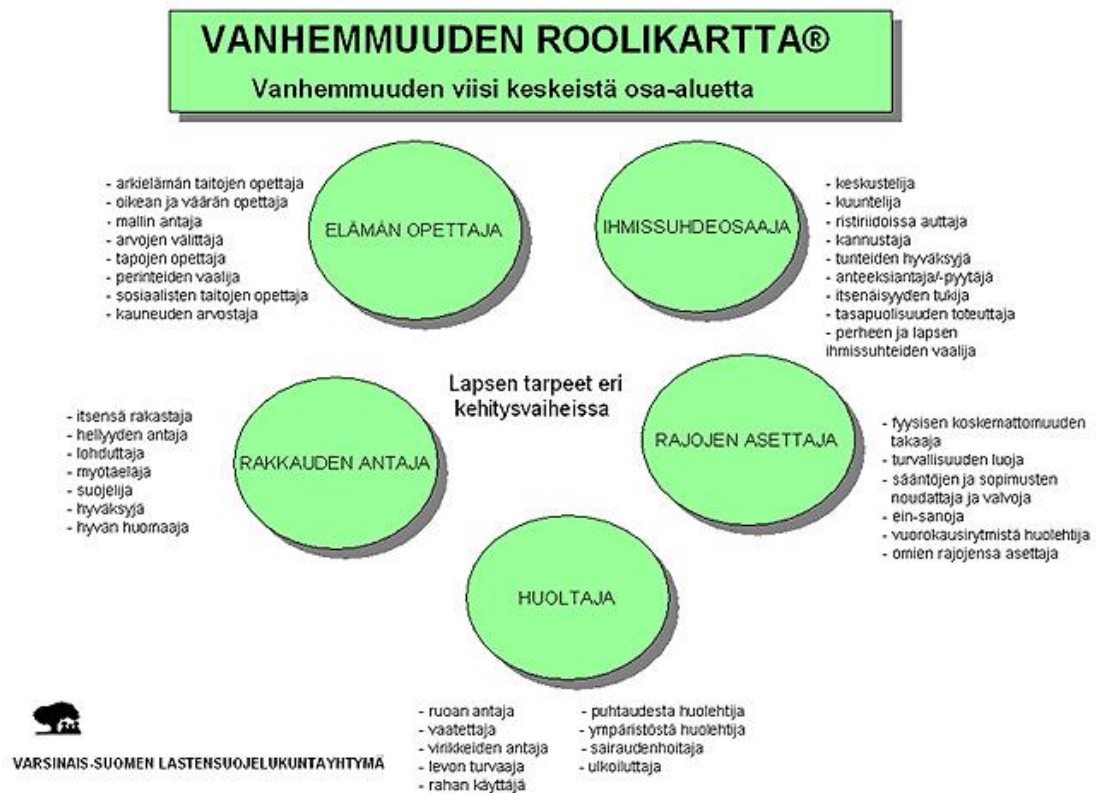 VANHEMMUUDEN ROOLIKARTTA®
Vanhemmuuden viisi keskeistä osa-aluetta
- arkielämän taitojen opettaja
- oikean ja väärän opettaja
- mallin antaja
- arvojen välittäjä
- tapojen opettaja
- perinteiden vaalija
- sosiaalisten taitojen opettaja
- kauneuden arvostaja
ELÄMÄN OPETTAJA
IHMISSUHDEOSAAJA
- keskustelija
- kuuntelija
- ristiriidoissa auttaja
- kannustaja
- tunteiden hyväksyjä
- anteeksiantaja/-pyytäjä
- itsenäisyyden tukija
- tasapuolisuuden toteuttaja
- perheen ja lapsen
ihmissuhteiden vaalija
Lapsen tarpeet eri
kehitysvaiheissa
- itsensä rakastaja
- hellyyden antaja
- lohduttaja
- myötäeläjä
- suojelija
- hyväksyjä
- hyvän huomaaja
RAKKAUDEN ANTAJA
RAJOJEN ASETTAJA
- fyysisen koskemattomuuden
takaaja
- turvallisuuden luoja
- sääntöjen ja sopimusten
noudattaja ja valvoja
- ein-sanoja
- vuorokausirytmistä huolehtija
- omien rajojensa asettaja
HUOLTAJA
- ruoan antaja
- vaatettaja
- virikkeiden antaja
- levon turvaaja
- rahan käyttäjä
- puhtaudesta huolehtija
- ympäristöstä huolehtija
- sairaudenhoitaja
- ulkoiluttaja
VARSINAIS-SUOMEN LASTENSUOJELUKUNTAYHTYMÄ